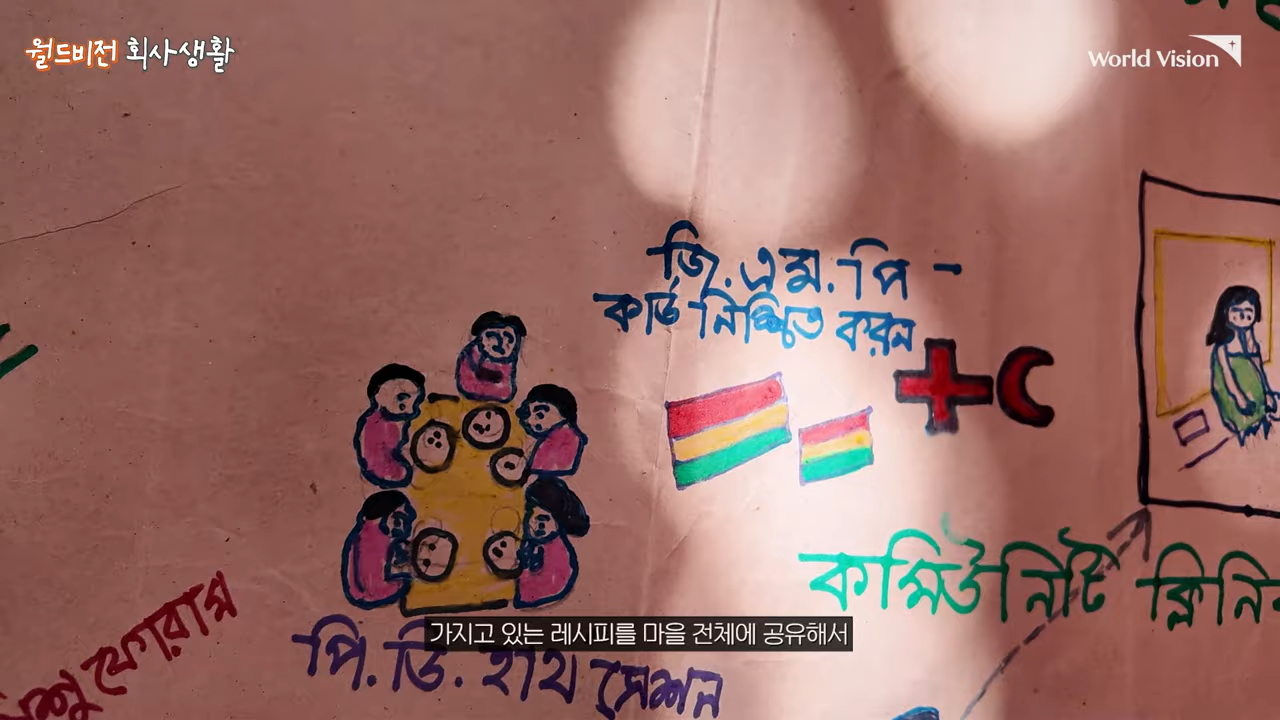 월드비전 회사생활
World Vision
জি.এম.পি -
কার্ড নিশ্চিত করন
কমিউনিটি
শিশু ফোরাম
가지고 있는 레시피를 마을 전체에 공유해서
পি.ডি. হার্থ সেশন